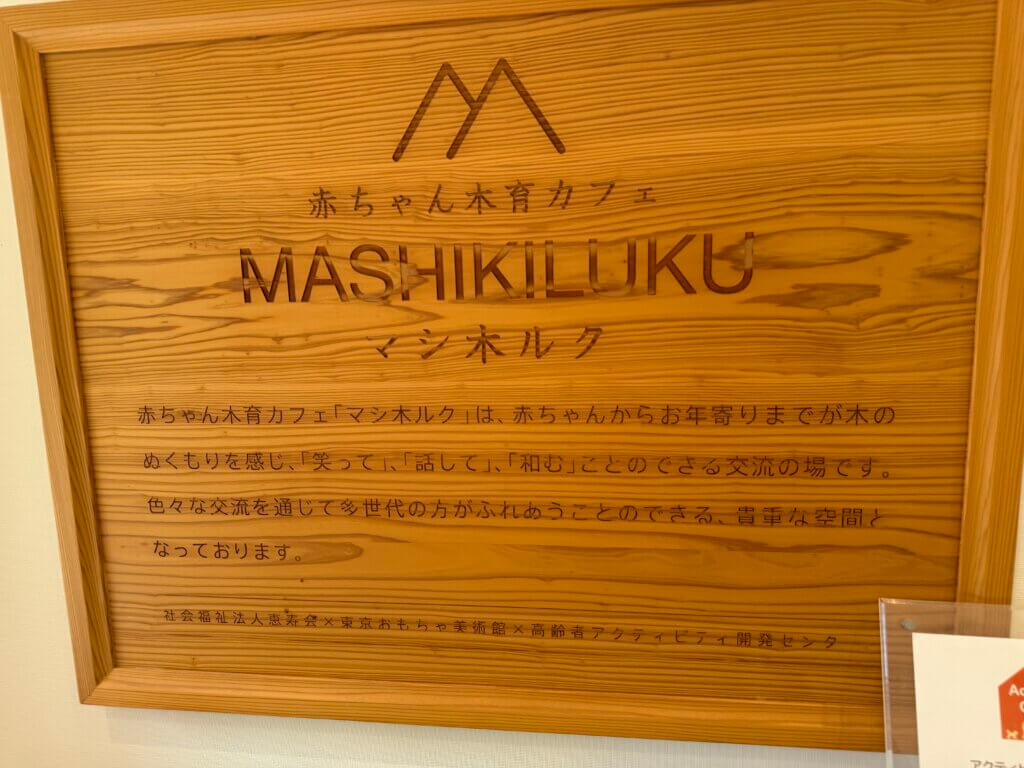 赤ちゃん木育カフェ
MASHIKILUKU
マシ木ルク
赤ちゃん木育カフェ「マシ木ルク」は、赤ちゃんからお年寄りまでが木の
ぬくもりを感じ、「笑って」、「話して」、「和む」ことのできる交流の場です。
色々な交流を通じて多世代の方がふれあうことのできる、貴重な空間と
なっております。
社会福祉法人恵寿会×東京おもちゃ美術館×高齢者アクティビティ開発センタ
アクティ